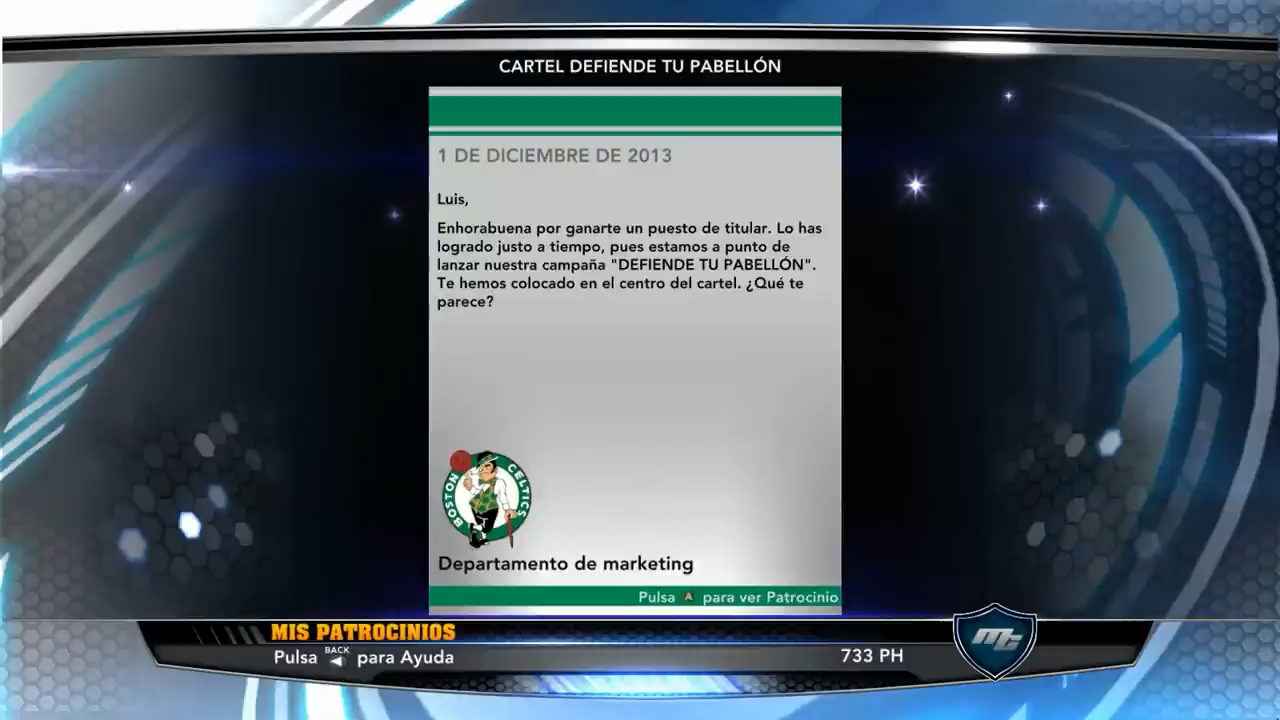 CARTEL DEFIENDE TU PABELLÓN
1 DE DICIEMBRE DE 2013
Luis,
Enhorabuena por ganarte un puesto de titular. Lo has
logrado justo a tiempo, pues estamos a punto de
lanzar nuestra campaña "DEFIENDE TU PABELLÓN".
Te hemos colocado en el centro del cartel. ¿Qué te
parece?
BOSTON CELTICS
Departamento de marketing
Pulsa A para ver Patrocinio
MIS PATROCINIOS
Pulsa BACK para Ayuda
733 PH
MC